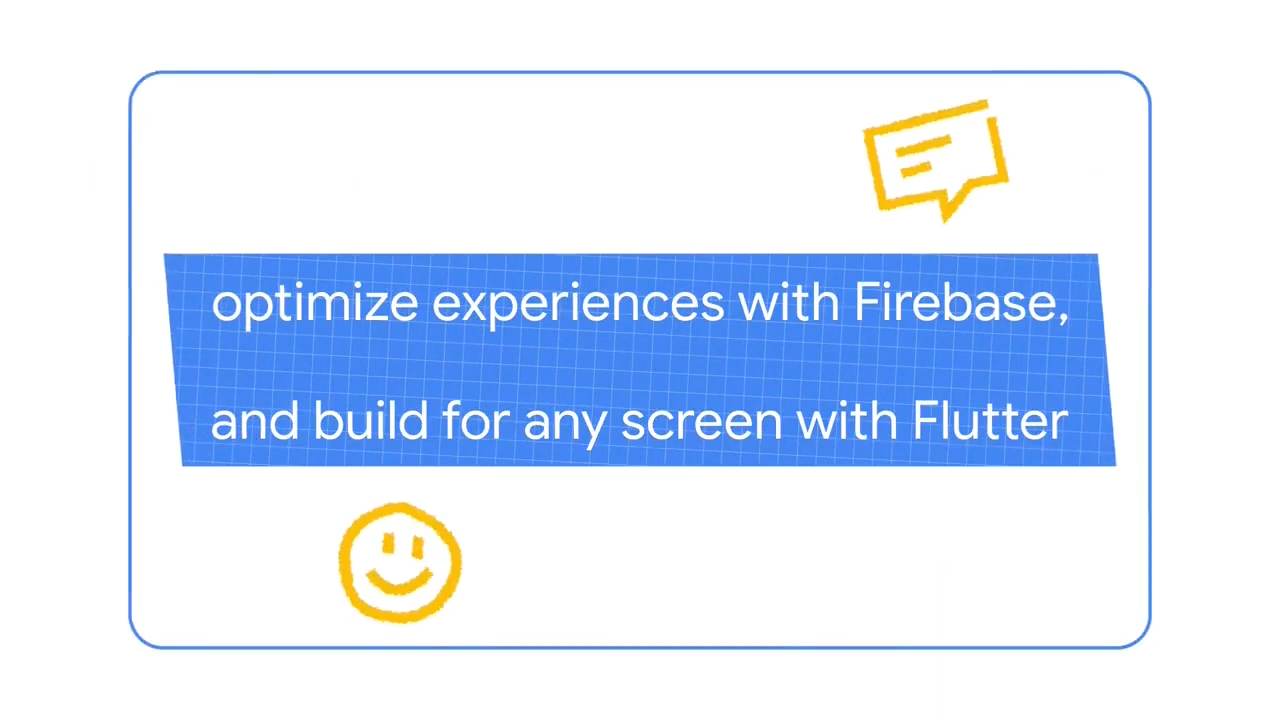 optimize experiences with Firebase,
and build for any screen with Flutter